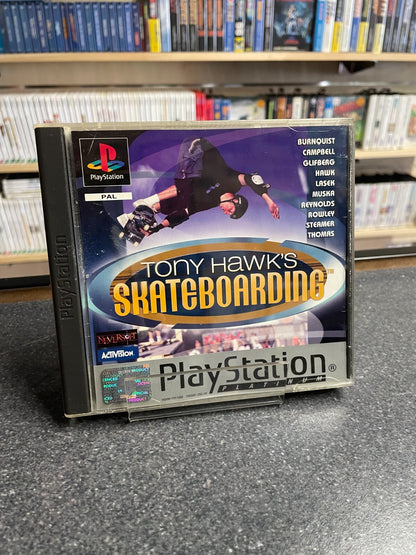 PlayStation
PAL
BURNQUIST
CAMPBELL
GLIFBERG
HAWK
LASEK
MUSKA
REYNOLDS
ROWLEY
STEAMER
THOMAS
TONY HAWK'S
SKATEBOARDING™
NEVERSOFT
ACTIVISION
PlayStation®
PLATINUM
PlayStation